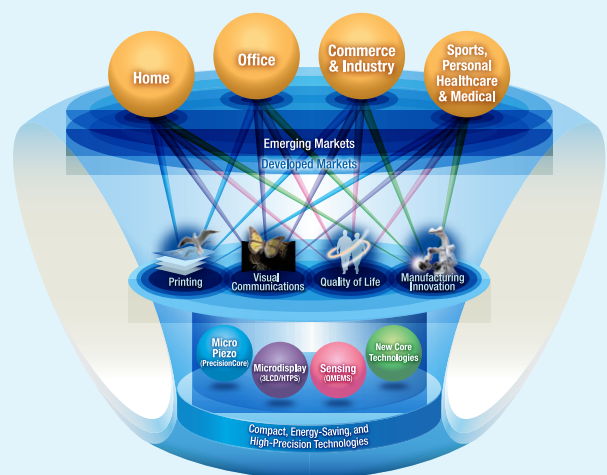 Home
Office
Commerce
& Industry
Sports,
Personal
Healthcare
& Medical
Emerging Markets
Developed Markets
Printing
Visual
Communications
Quality of Life
Manufacturing
Innovation
Micro
Piezo
(PrecisionCore)
Microdisplay
(3LCD/HTPS)
Sensing
(QMEMS)
New Core
Technologies
Compact, Energy-Saving, and
High-Precision Technologies